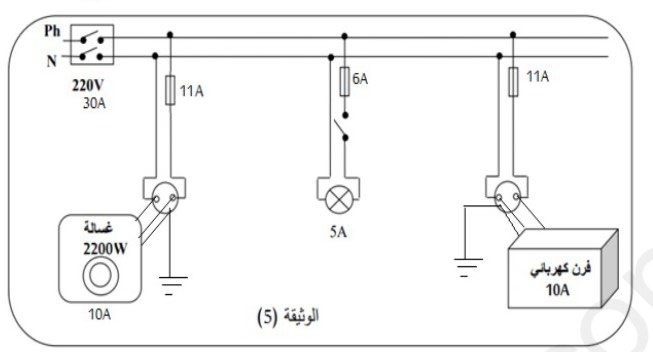 Ph
N
220V
30A
11A
6A
11A
غسالة
2200W
10A
5A
فرن كهربائي
10A
الوثيقة (5)